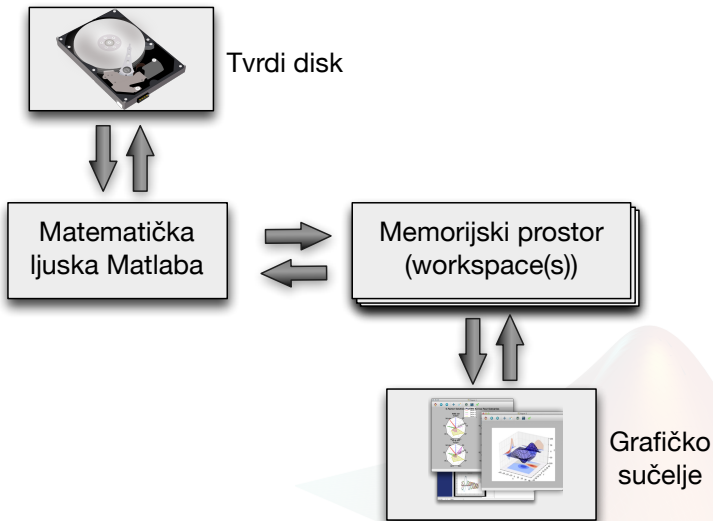 Tvrdi disk
Matematička
ljuska Matlaba
Memorijski prostor
(workspace(s))
Grafičko
sučelje